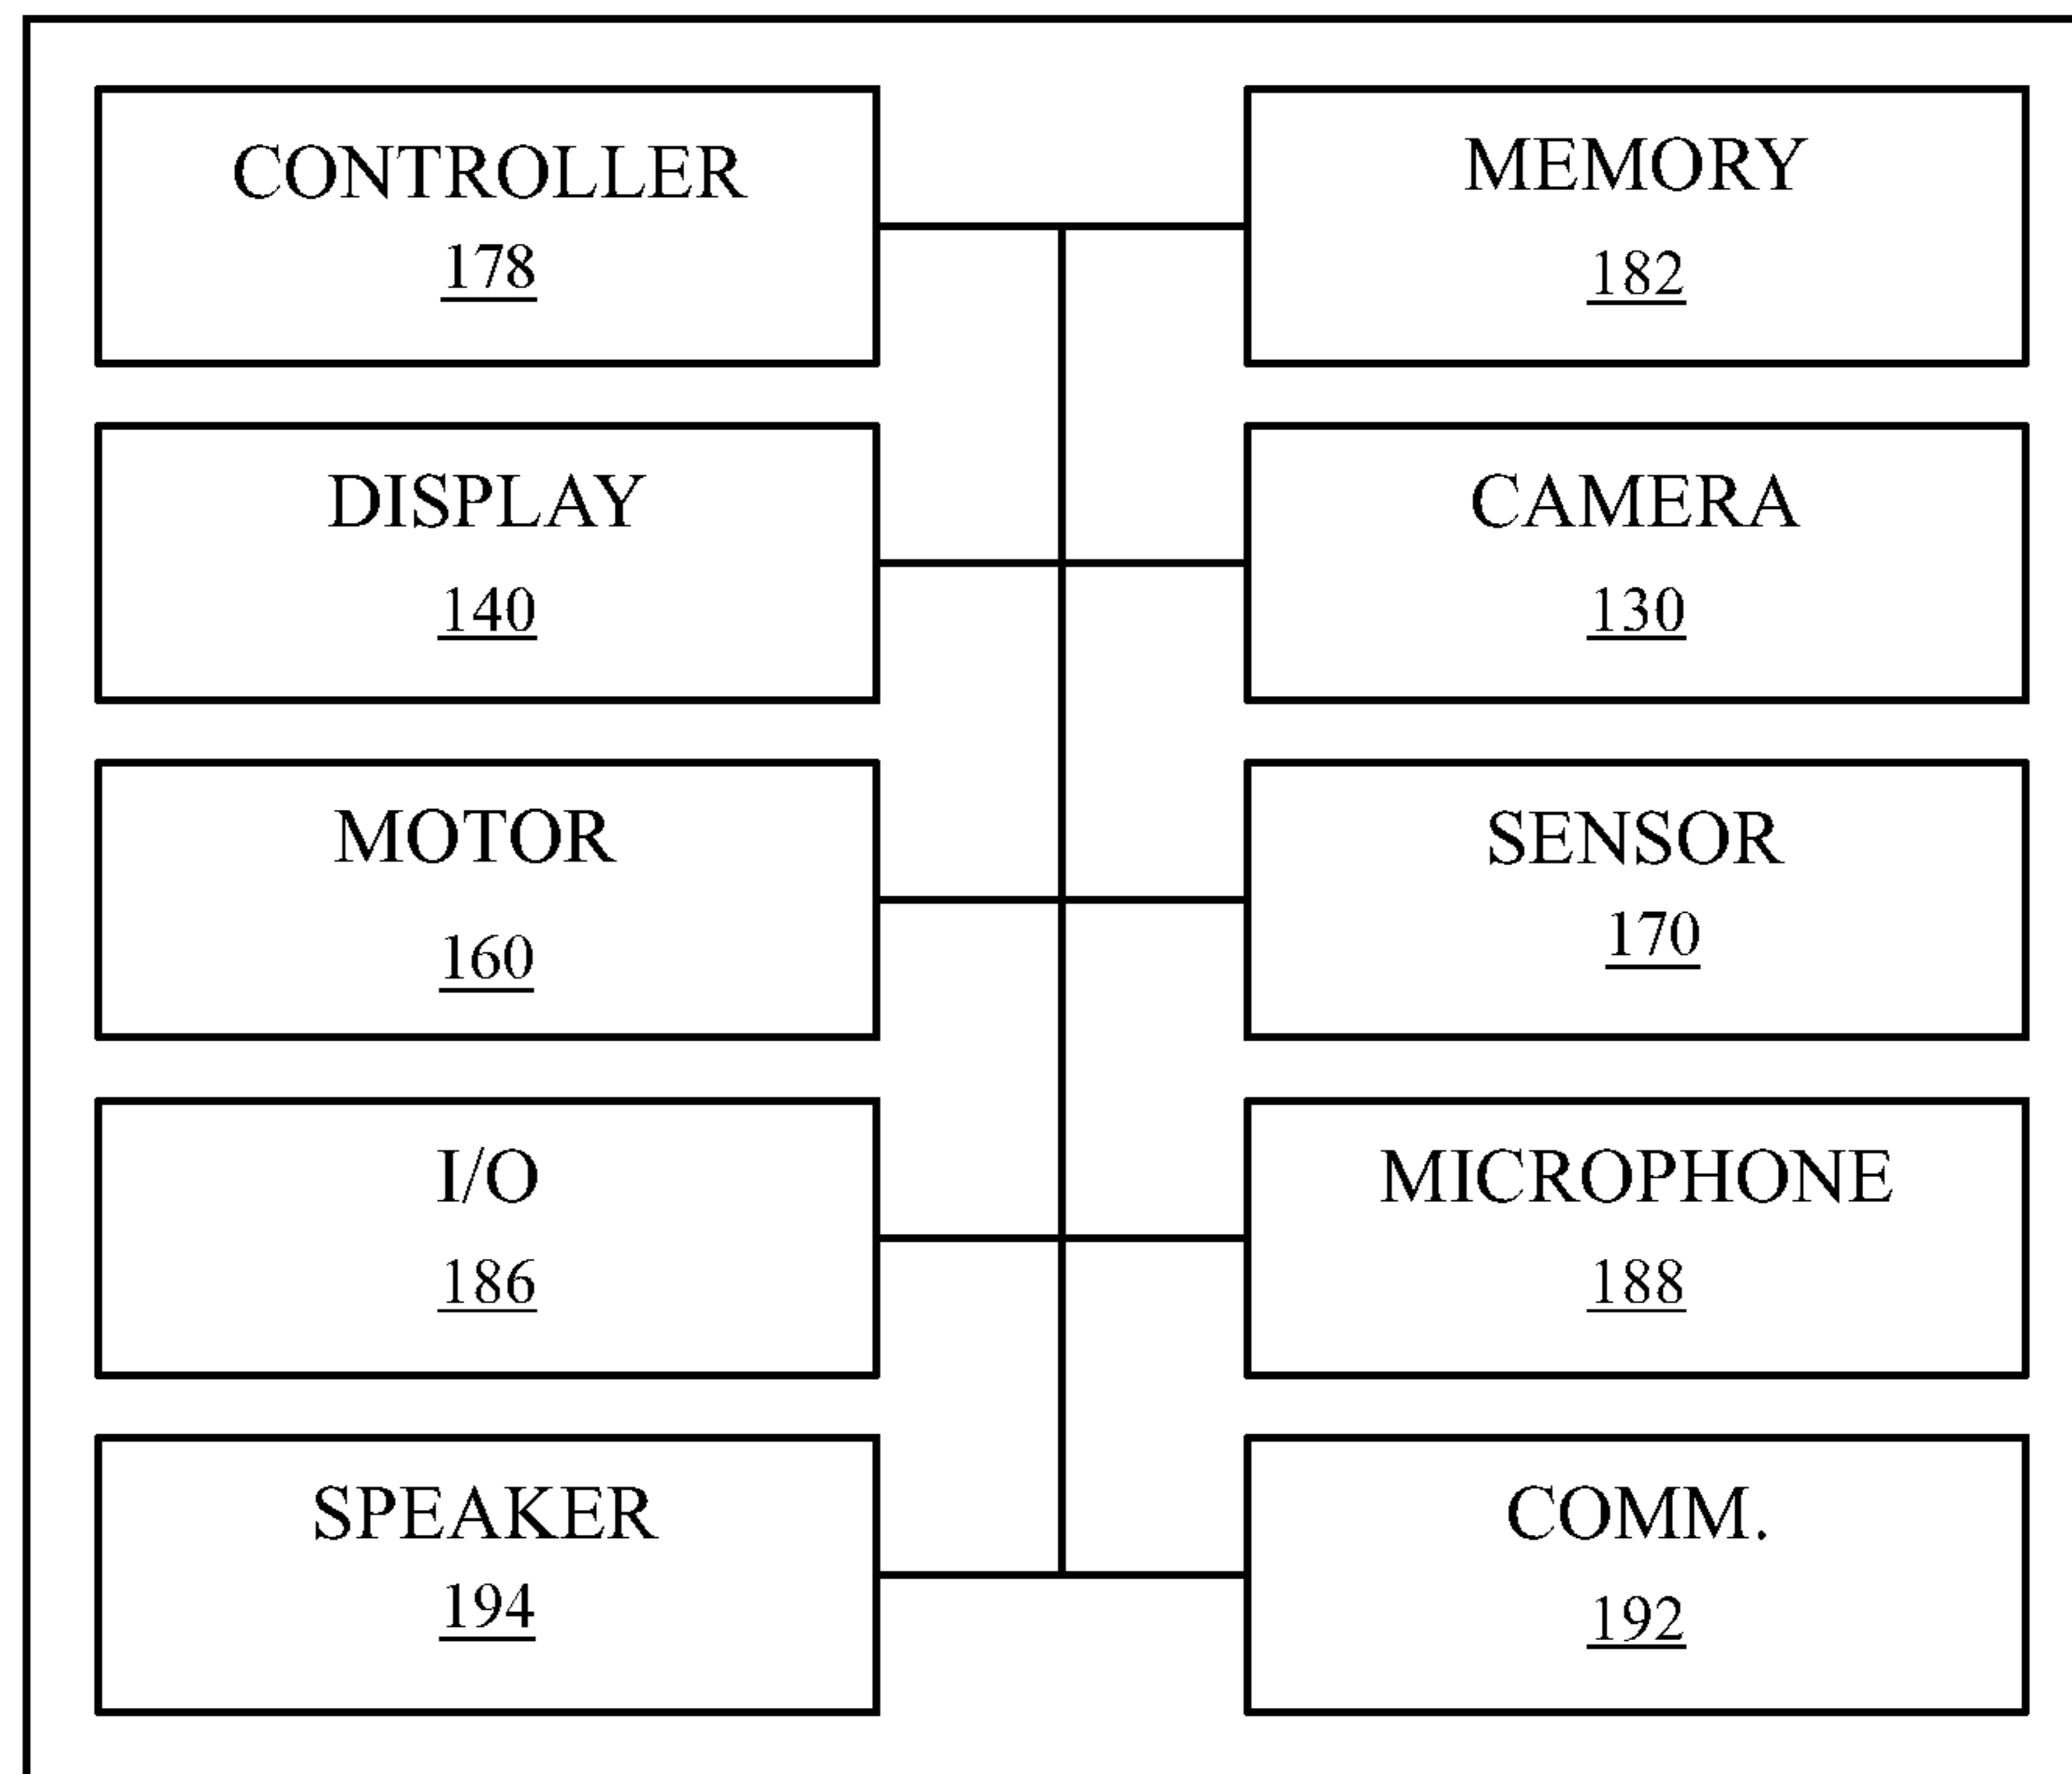 CONTROLLER
178
MEMORY
182
DISPLAY
140
CAMERA
130
MOTOR
160
SENSOR
170
I/O
186
MICROPHONE
188
SPEAKER
194
COMM.
192